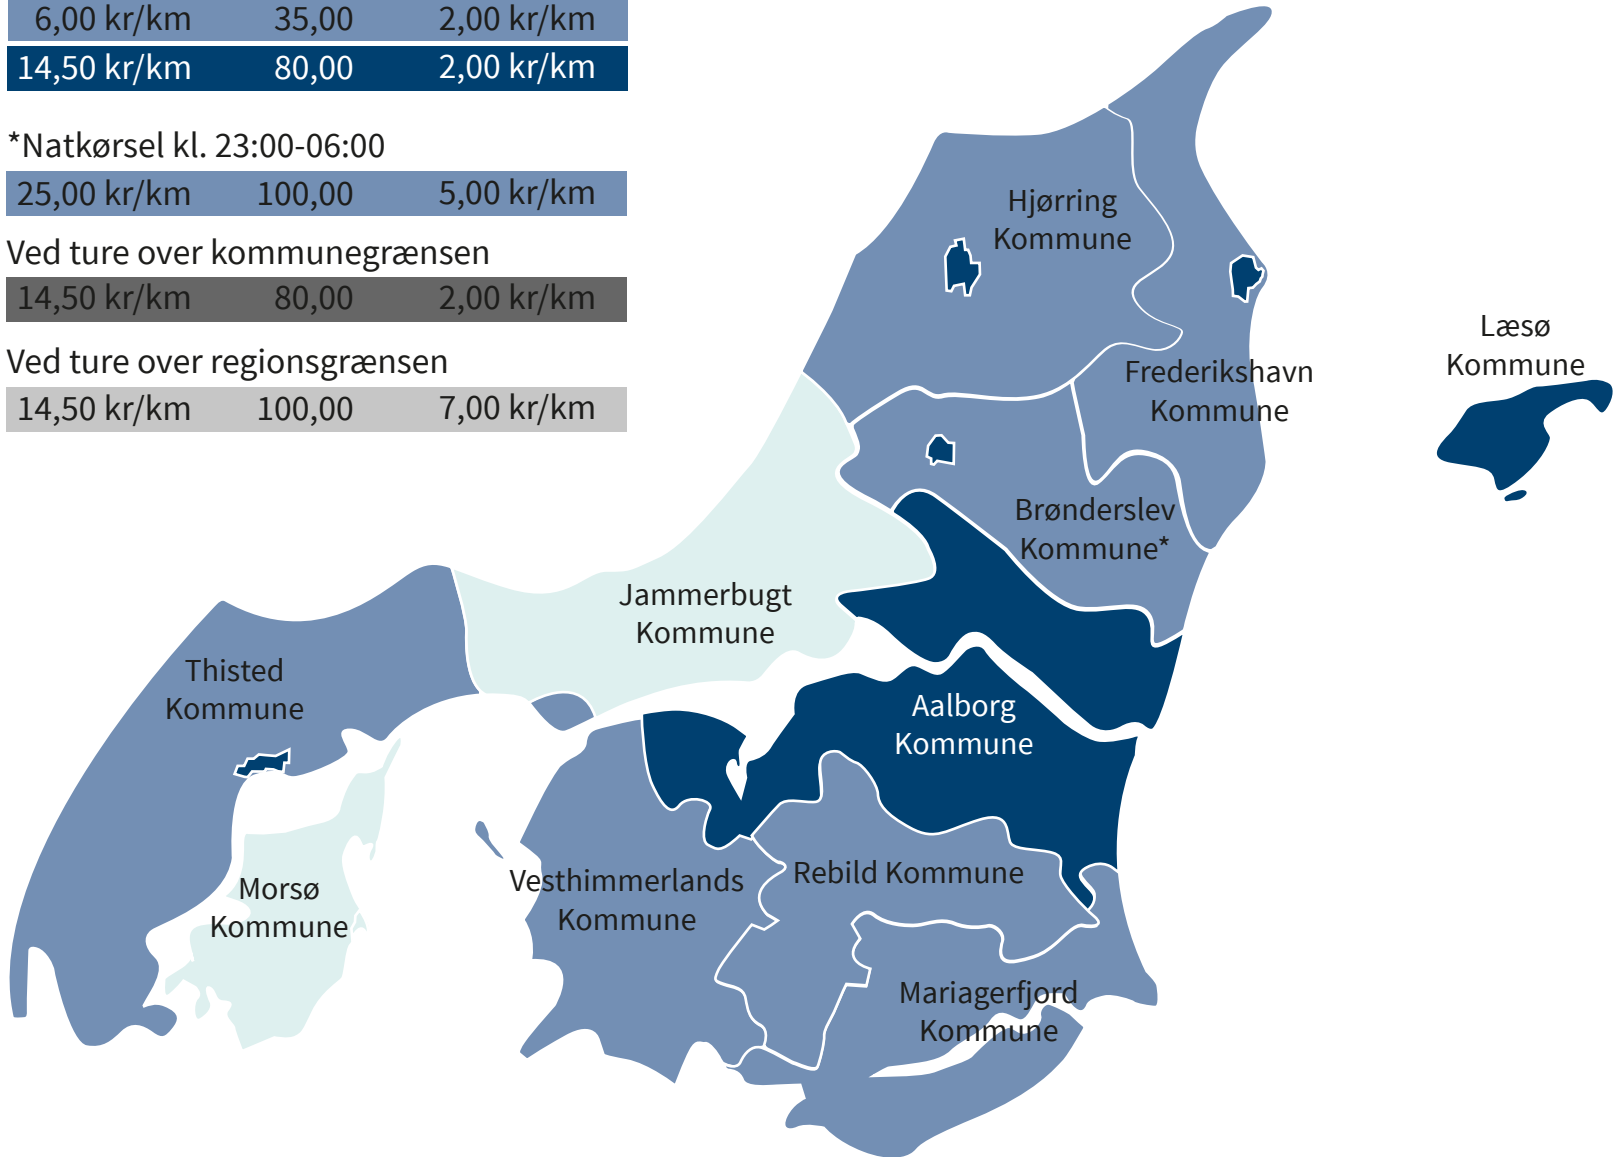 6,00 kr/km 35,00 2,00 kr/km
14,50 kr/km 80,00 2,00 kr/km
*Natkørsel kl. 23:00-06:00
25,00 kr/km 100,00 5,00 kr/km
Ved ture over kommunegrænsen
14,50 kr/km 80,00 2,00 kr/km
Ved ture over regionsgrænsen
14,50 kr/km 100,00 7,00 kr/km
Hjørring
Kommune
Læsø
Kommune
Frederikshavn
Kommune
Brønderslev
Kommune*
Jammerbugt
Kommune
Thisted
Kommune
Aalborg
Kommune
Morsø
Kommune
Vesthimmerlands
Kommune
Rebild Kommune
Mariagerfjord
Kommune